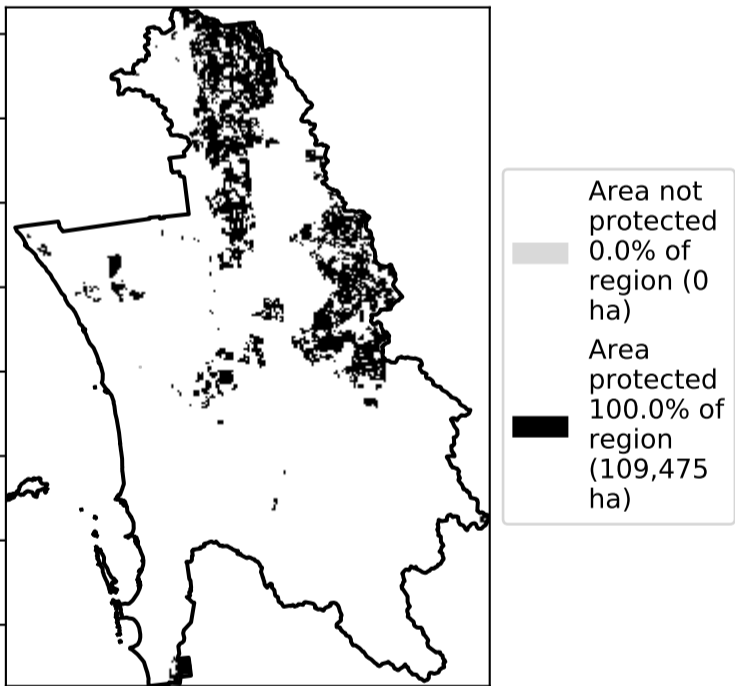 Area not
protected
0.0% of
region (0
ha)
Area
protected
100.0% of
region
(109,475
ha)